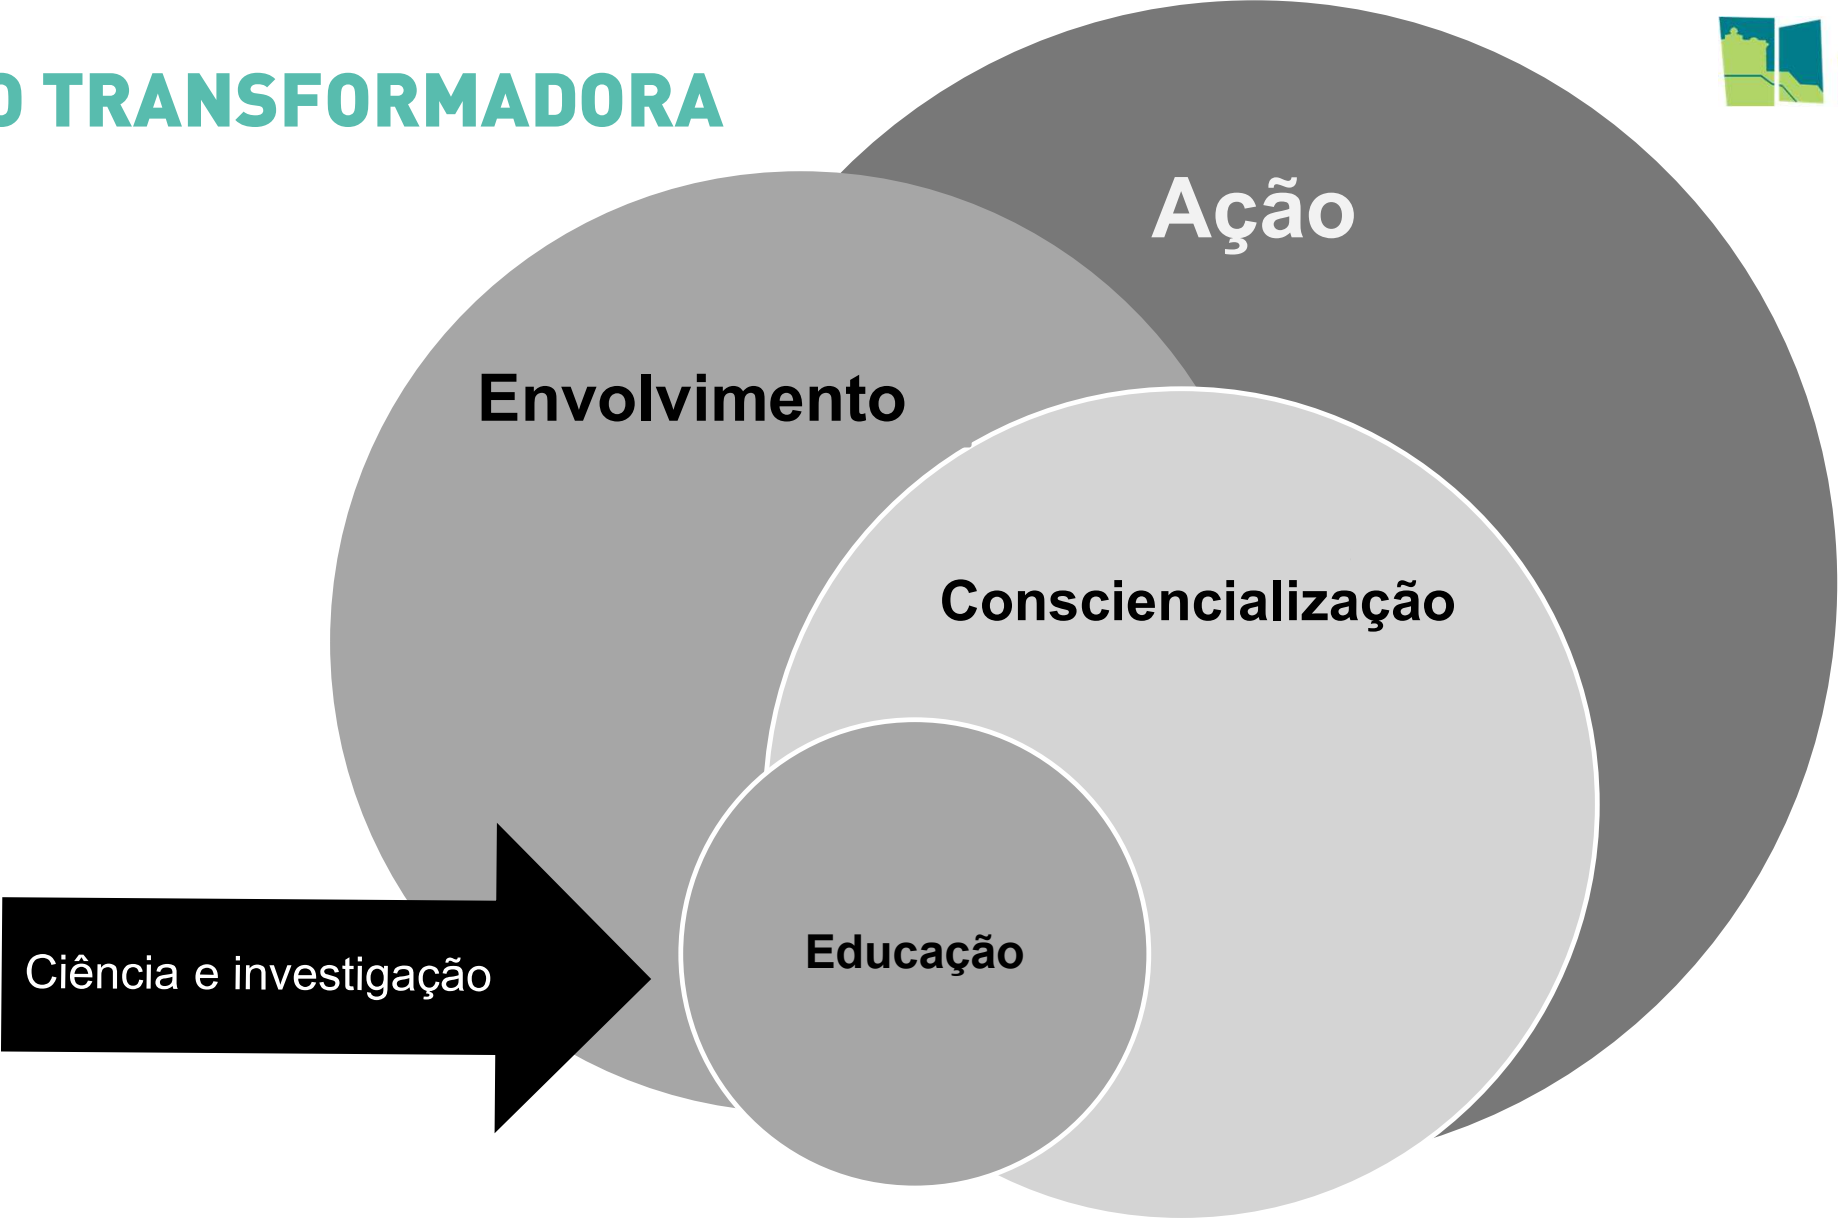 O TRANSFORMADORA
Ação
Envolvimento
Consciencialização
Educação
Ciência e investigação